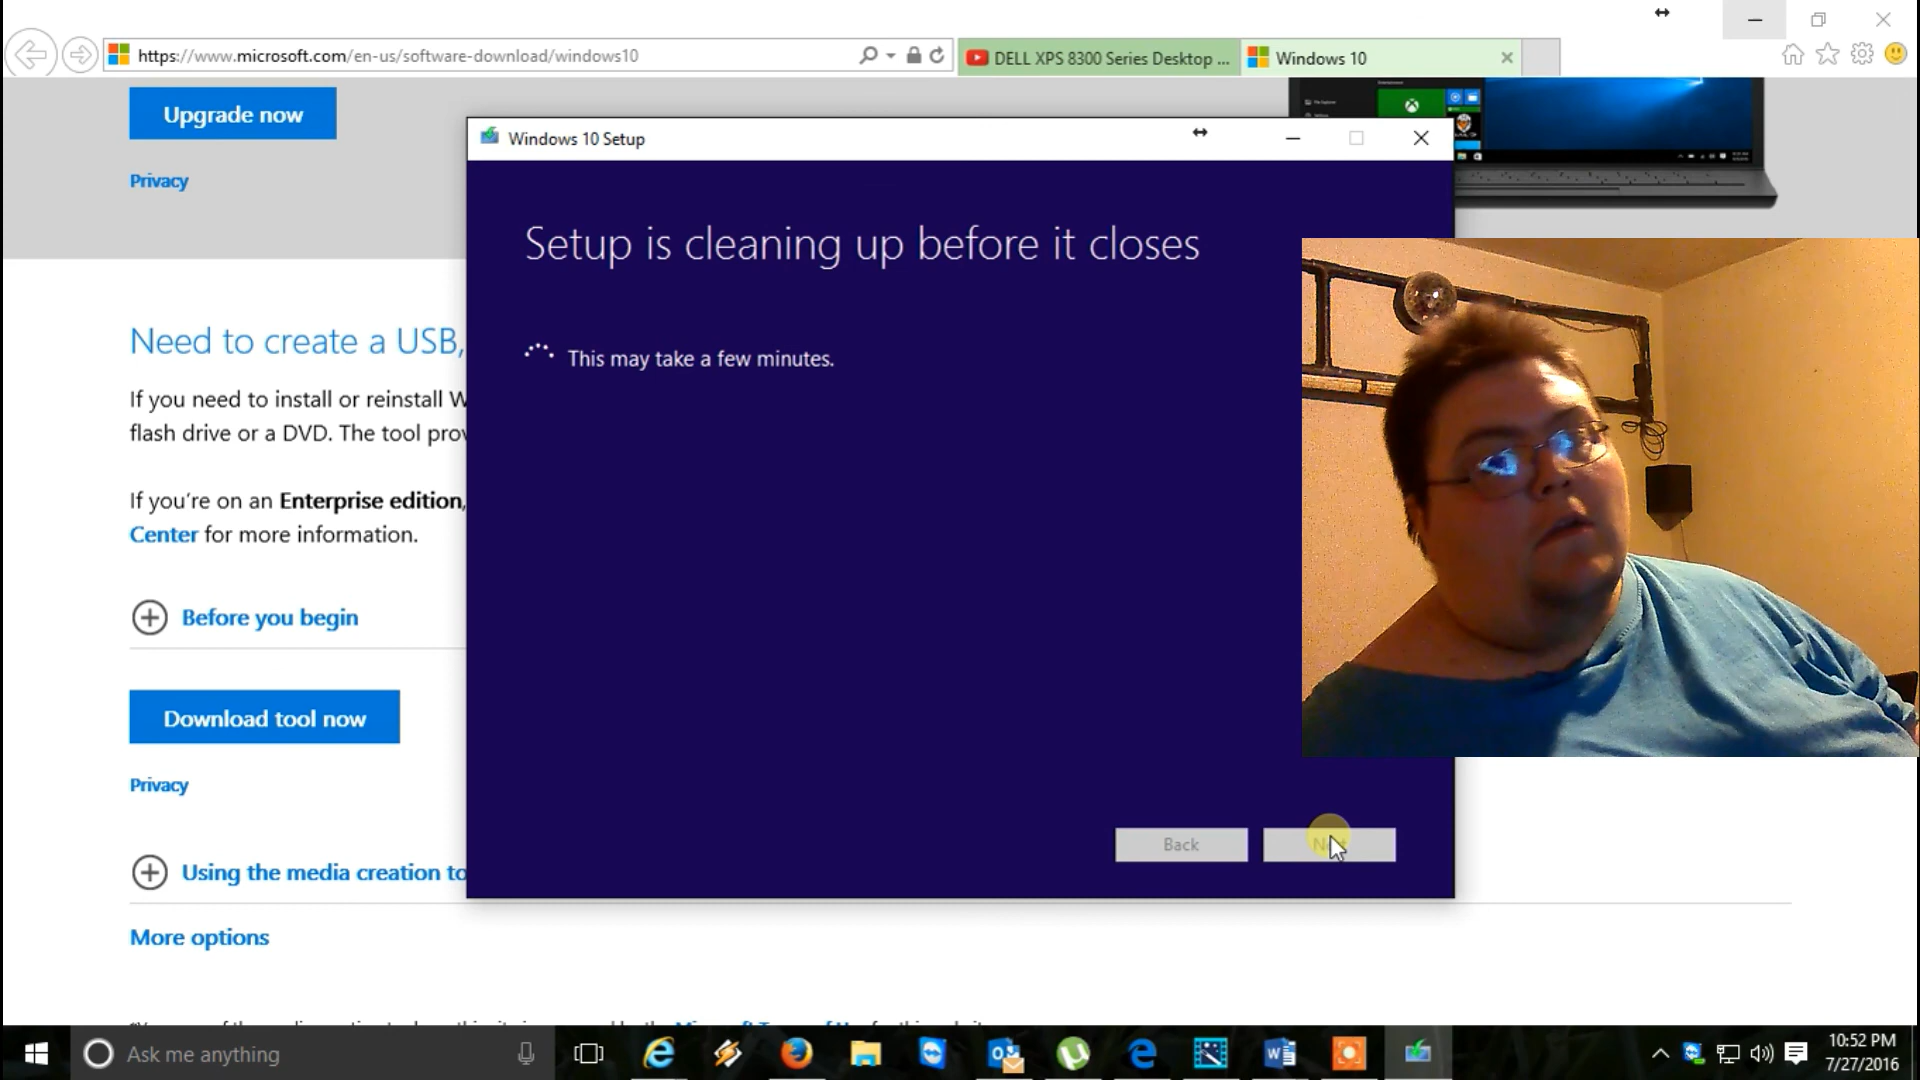 https://www.microsoft.com/en-us/software-download/windows10
DELL XPS 8300 Series Desktop ...
Windows 10
Upgrade now
Privacy
Windows 10 Setup
Setup is cleaning up before it closes
This may take a few minutes.
Need to create a USB,
If you need to install or reinstall W
flash drive or a DVD. The tool prov
If you're on an Enterprise edition,
Center for more information.
Before you begin
Download tool now
Privacy
Using the media creation to
Back
More options
Ask me anything
10:52 PM
7/27/2016